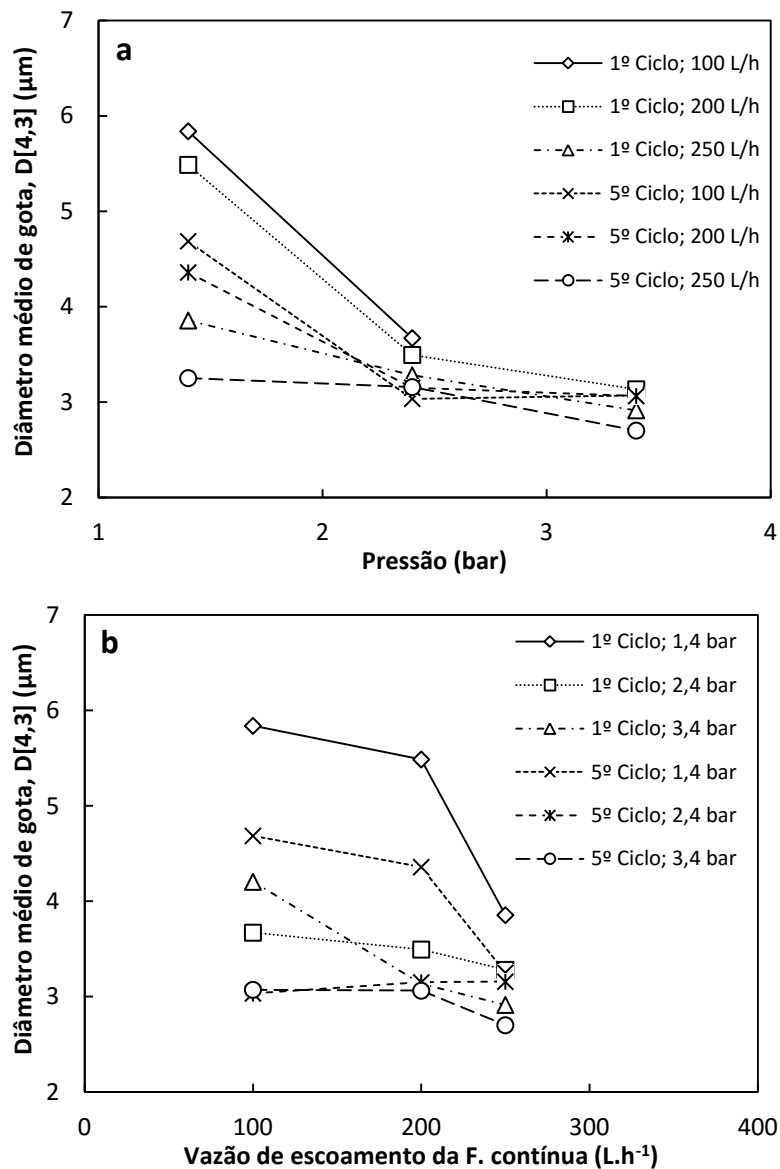 a
Diâmetro médio de gota, D[4,3] (µm)
7
6
5
4
3
2
1
2
3
4
Pressão (bar)
1º Ciclo; 100 L/h
1º Ciclo; 200 L/h
1º Ciclo; 250 L/h
5º Ciclo; 100 L/h
5º Ciclo; 200 L/h
5º Ciclo; 250 L/h
b
Diâmetro médio de gota, D[4,3] (µm)
7
6
5
4
3
2
0
100
200
300
400
Vazão de escoamento da F. contínua (L.h⁻¹)
1º Ciclo; 1,4 bar
1º Ciclo; 2,4 bar
1º Ciclo; 3,4 bar
5º Ciclo; 1,4 bar
5º Ciclo; 2,4 bar
5º Ciclo; 3,4 bar